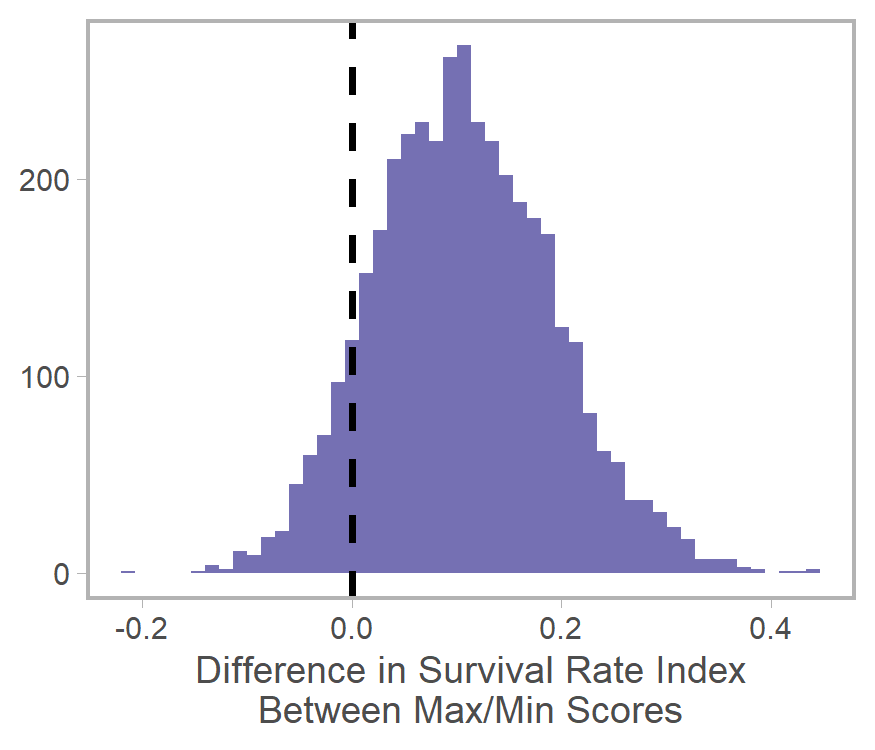 200
100
0
-0.2 0.0 0.2 0.4
Difference in Survival Rate Index
Between Max/Min Scores